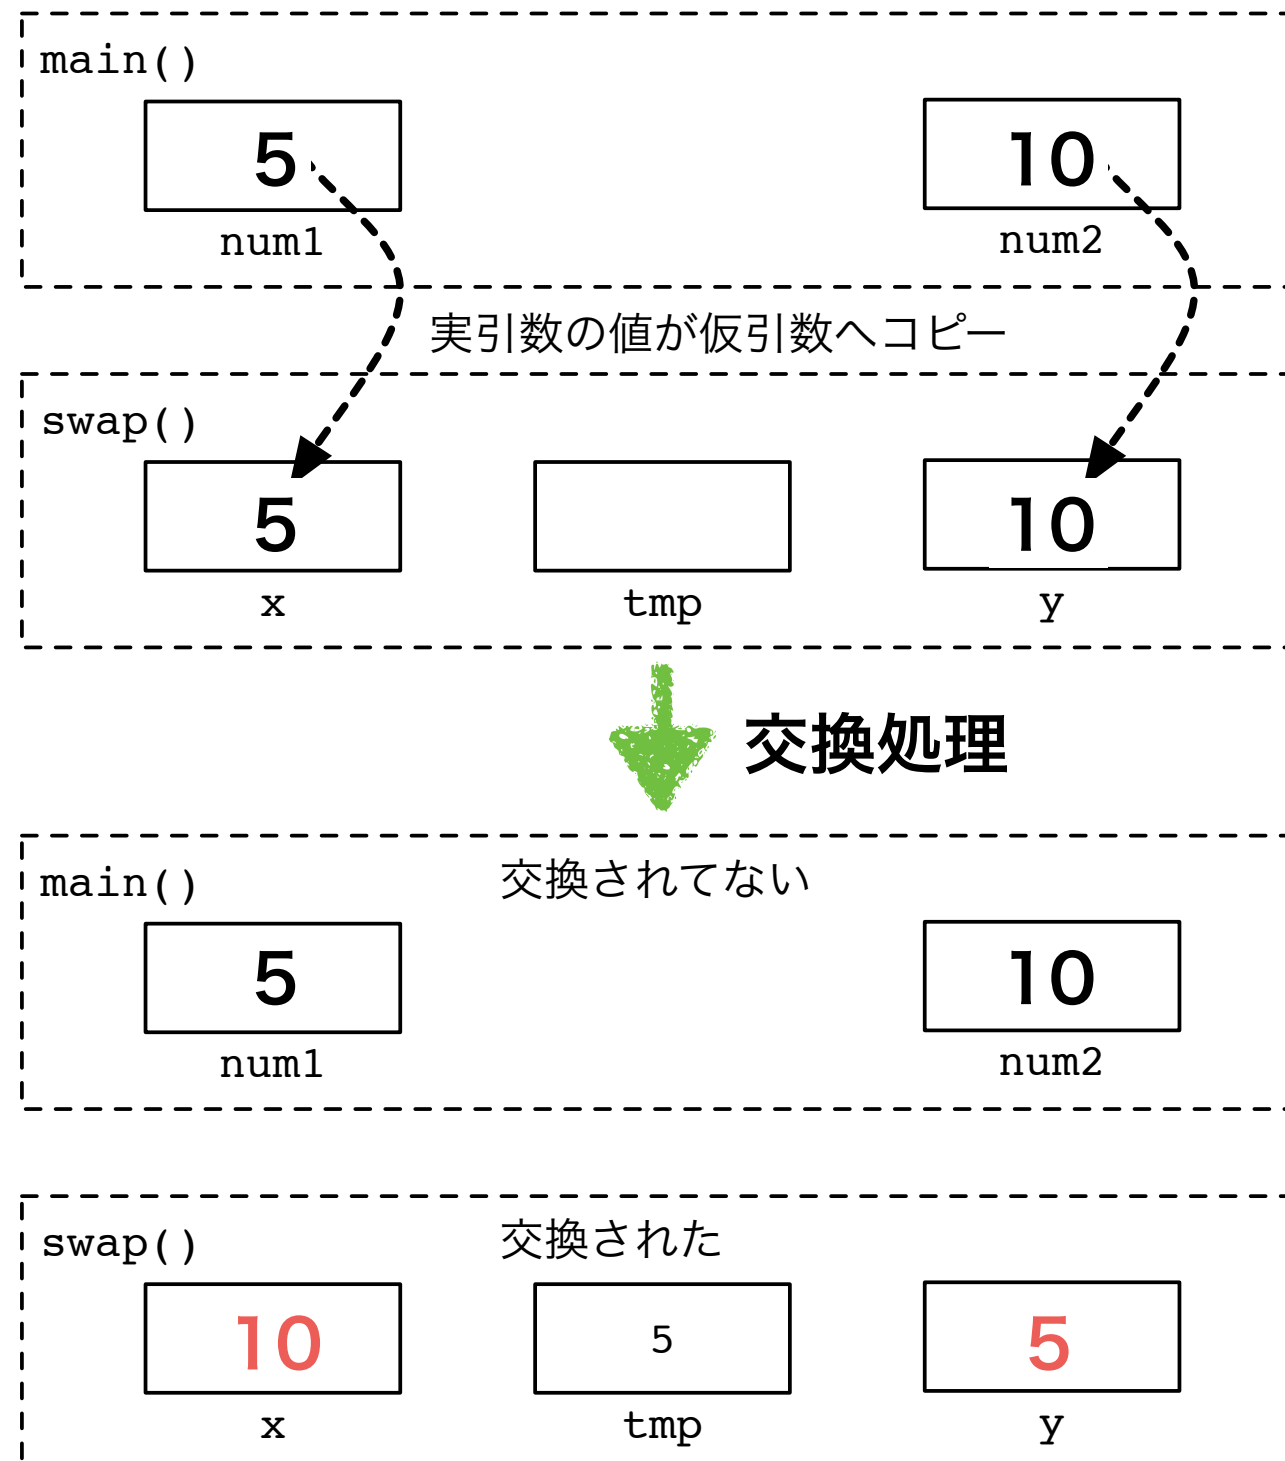 main()
5
10
num1
num2
実引数の値が仮引数へコピー
swap()
5
10
x
tmp
y
交換処理
main()
交換されてない
5
10
num1
num2
swap()
交換された
10
5
5
x
tmp
y